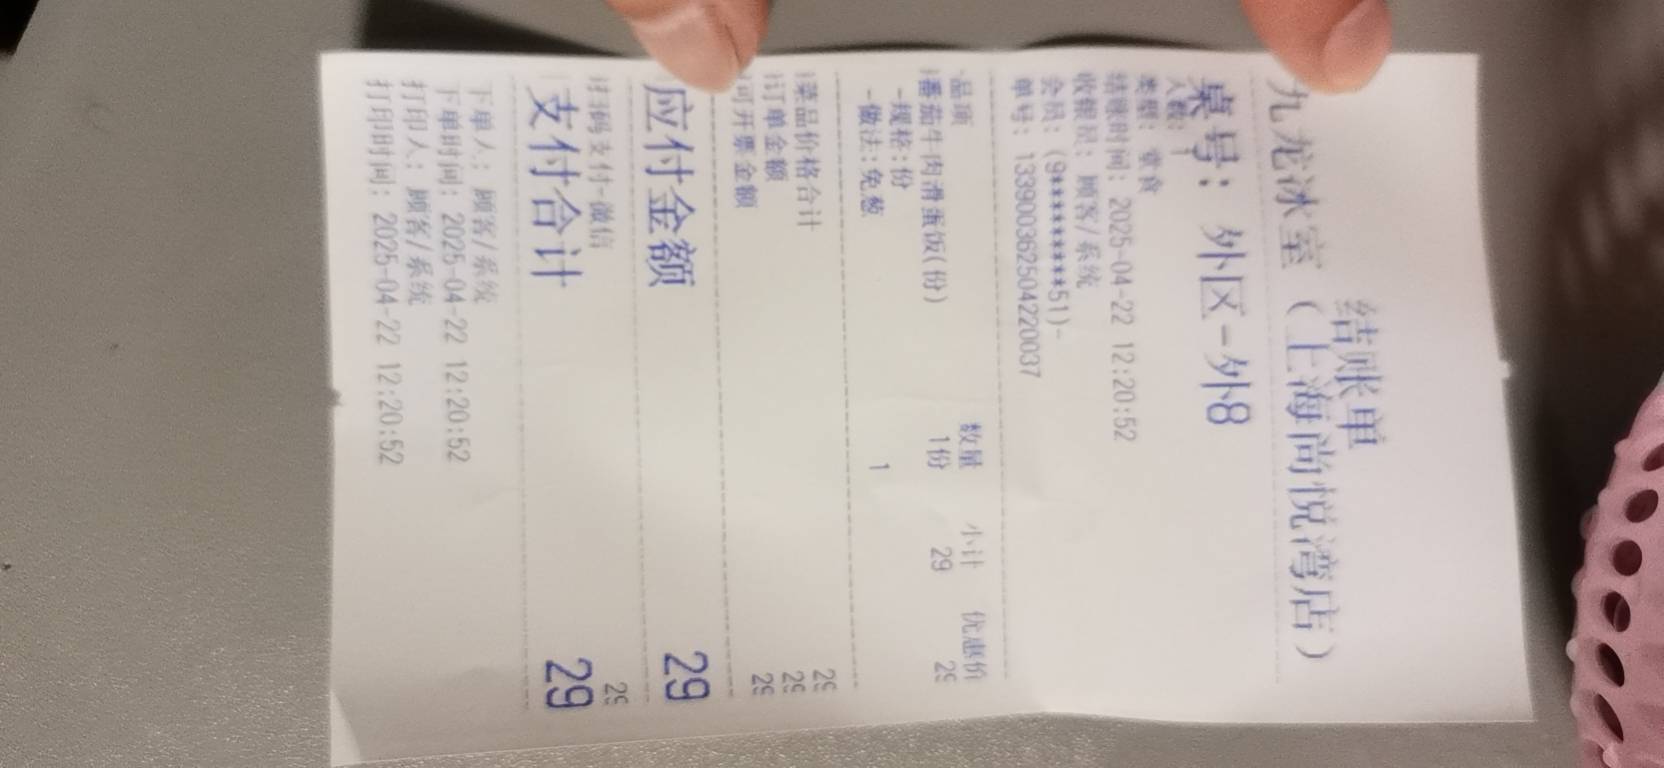 结账单
九龙冰室（上海尚悦湾店）
桌号：外区-外8
人数：1
类型：堂食
结账时间：2025-04-22 12:20:52
收银员：顾客/系统
会员：(9*********51)-
单号：133900362504220037
品项 数量 小计 优惠价
番茄牛肉滑蛋饭(份) 1份 29 29
-规格:份
-做法:免葱 1
菜品价格合计 29
订单金额 29
可开票金额 29
应付金额 29
扫码支付-微信 29
支付合计 29
下单人：顾客/系统
下单时间：2025-04-22 12:20:52
打印人：顾客/系统
打印时间：2025-04-22 12:20:52